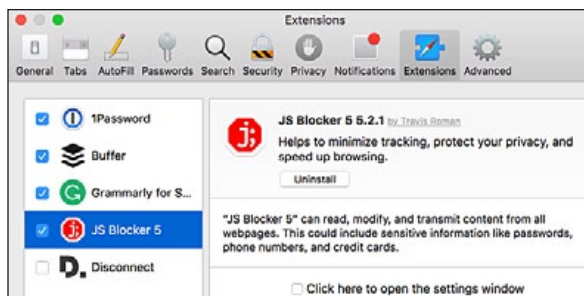 Extensions
General Tabs AutoFill Passwords Search Security Privacy Notifications Extensions Advanced
1Password
Buffer
Grammarly for S...
JS Blocker 5
Disconnect
JS Blocker 5 5.2.1 by Travis Roman
Helps to minimize tracking, protect your privacy, and
speed up browsing.
Uninstall
"JS Blocker 5" can read, modify, and transmit content from all
webpages. This could include sensitive information like passwords,
phone numbers, and credit cards.
Click here to open the settings window